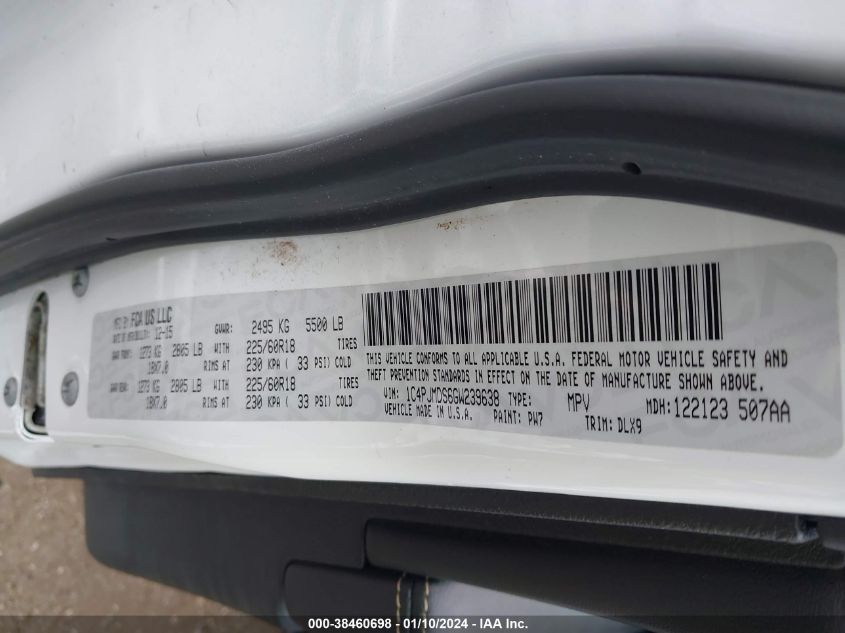 MFD BY: FCA US LLC
DATE OF MFR: 12-15 GVWR: 2495 KG 5500 LB
GAWR FRONT: 1273 KG 2805 LB WITH 225/60R18 TIRES
18X7.0 RIMS AT 230 KPA ( 33 PSI) COLD
GAWR REAR: 1273 KG 2805 LB WITH 225/60R18 TIRES
18X7.0 RIMS AT 230 KPA ( 33 PSI) COLD
THIS VEHICLE CONFORMS TO ALL APPLICABLE U.S.A. FEDERAL MOTOR VEHICLE SAFETY AND
THEFT PREVENTION STANDARDS IN EFFECT ON THE DATE OF MANUFACTURE SHOWN ABOVE.
VIN: 1C4PJMDS6GW239638 TYPE: MPV MDH: 122123 507AA
VEHICLE MADE IN U.S.A. PAINT: PW7 TRIM: DLX9
000-38460698 - 01/10/2024 - IAA Inc.